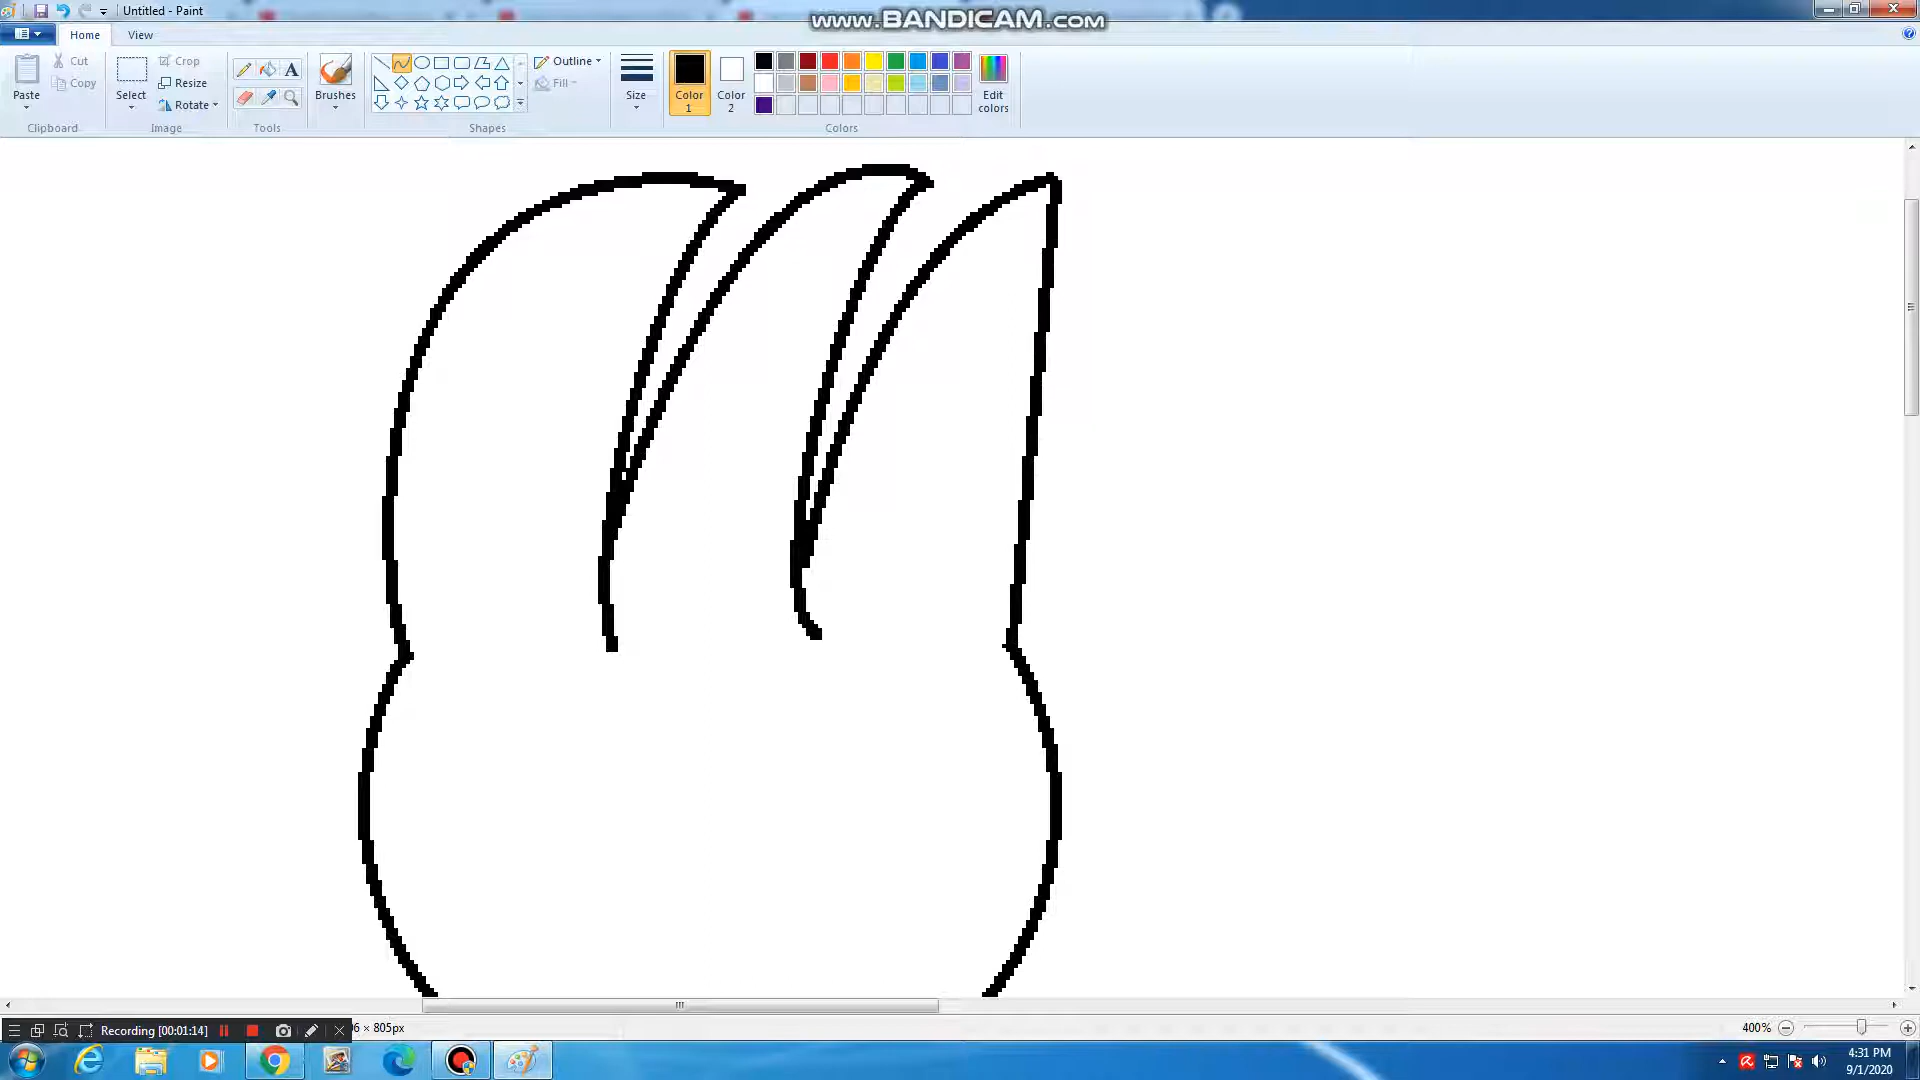 Untitled - Paint
www.BANDICAM.com
Home View
Paste
Cut
Copy
Clipboard
Select
Crop
Resize
Rotate
Image
A
Tools
Brushes
Outline
Fill
Shapes
Size
Color 1
Color 2
Edit colors
Colors
Recording [00:01:14]
6 × 805px
400%
4:31 PM
9/1/2020